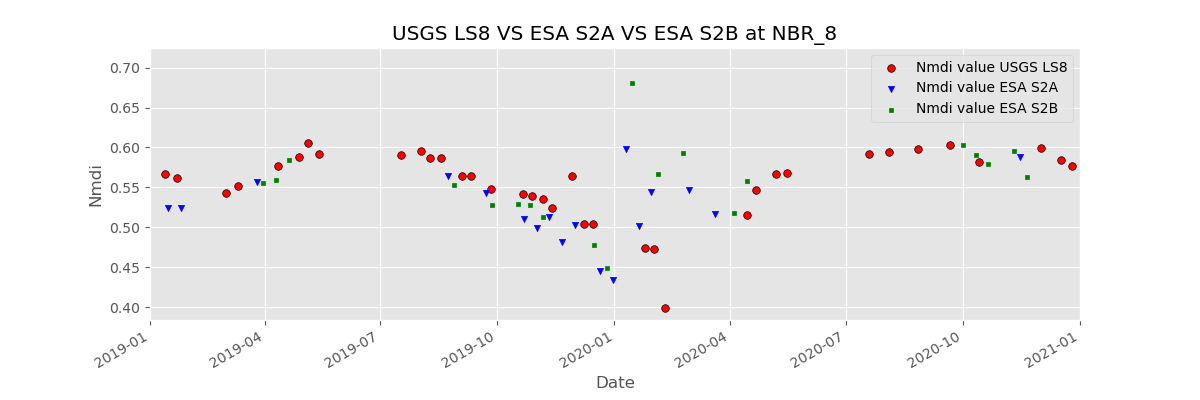 USGS LS8 VS ESA S2A VS ESA S2B at NBR_8
Nmdi value USGS LS8
Nmdi value ESA S2A
Nmdi value ESA S2B
Nmdi
0.70
0.65
0.60
0.55
0.50
0.45
0.40
2019-01
2019-04
2019-07
2019-10
2020-01
2020-04
2020-07
2020-10
2021-01
Date